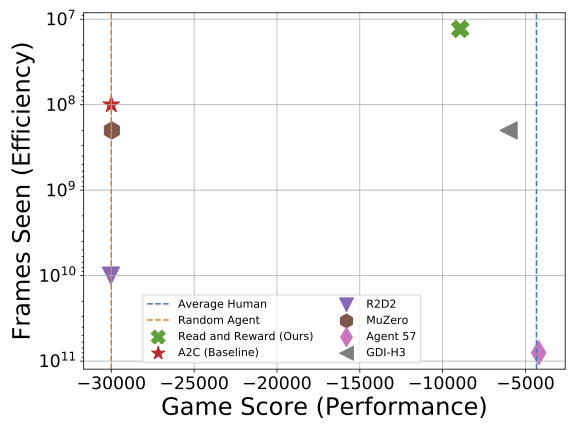 10⁷
10⁸
10⁹
10¹⁰
10¹¹
Frames Seen (Efficiency)
Average Human
Random Agent
Read and Reward (Ours)
A2C (Baseline)
R2D2
MuZero
Agent 57
GDI-H3
−30000 −25000 −20000 −15000 −10000 −5000
Game Score (Performance)